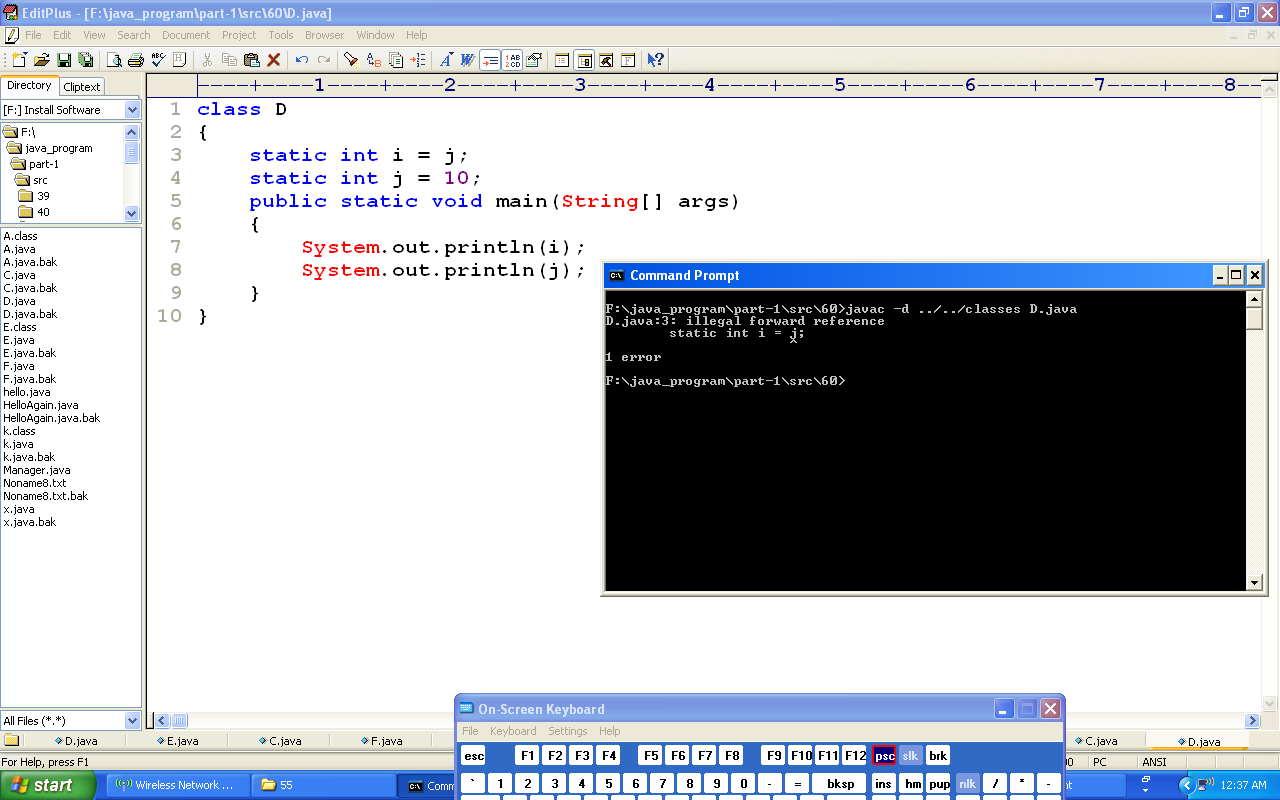 EditPlus - [F:\java_program\part-1\src\60\D.java]
File Edit View Search Document Project Tools Browser Window Help
Directory Cliptext
[F:] Install Software
F:\
java_program
part-1
src
39
40
A.class
A.java
A.java.bak
C.java
C.java.bak
D.java
D.java.bak
E.class
E.java
E.java.bak
F.java
F.java.bak
hello.java
HelloAgain.java
HelloAgain.java.bak
k.class
k.java
k.java.bak
Manager.java
Noname8.txt
Noname8.txt.bak
x.java
x.java.bak
All Files (*.*)
----+----1----+----2----+----3----+----4----+----5----+----6----+----7----+----8---
1 class D
2 {
3 static int i = j;
4 static int j = 10;
5 public static void main(String[] args)
6 {
7 System.out.println(i);
8 System.out.println(j);
9 }
10 }
Command Prompt
F:\java_program\part-1\src\60>javac -d ../../classes D.java
D.java:3: illegal forward reference
static int i = j;
^
1 error
F:\java_program\part-1\src\60>
On-Screen Keyboard
File Keyboard Settings Help
esc F1 F2 F3 F4 F5 F6 F7 F8 F9 F10 F11 F12 psc slk brk
` 1 2 3 4 5 6 7 8 9 0 - = bksp ins hm pup nlk / * -
D.java E.java C.java F.java C.java D.java
For Help, press F1
00 PC ANSI
start Wireless Network ... 55 Comm nt 12:37 AM